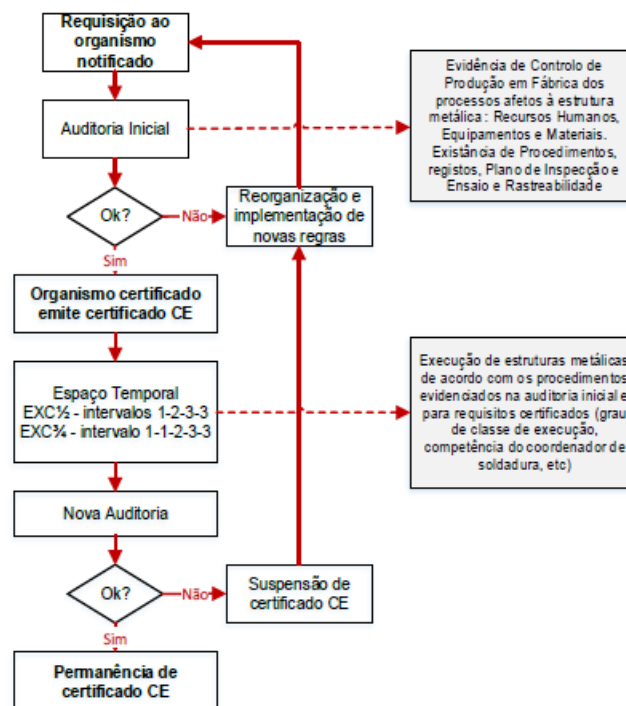 Requisição ao
organismo
notificado
Auditoria Inicial
Evidência de Controlo de
Produção em Fábrica dos
processos afetos à estrutura
metálica : Recursos Humanos,
Equipamentos e Materiais.
Existância de Procedimentos,
registos, Plano de Inspecção e
Ensaio e Rastreabilidade
Ok?
Não
Reorganização e
implementação de
novas regras
Sim
Organismo certificado
emite certificado CE
Espaço Temporal
EXC½ - intervalos 1-2-3-3
EXC¾ - intervalo 1-1-2-3-3
Execução de estruturas metálicas
de acordo com os procedimentos
evidenciados na auditoria inicial e
para requisitos certificados (grau
de classe de execução,
competência do coordenador de
soldadura, etc)
Nova Auditoria
Ok?
Não
Suspensão de
certificado CE
Sim
Permanência de
certificado CE